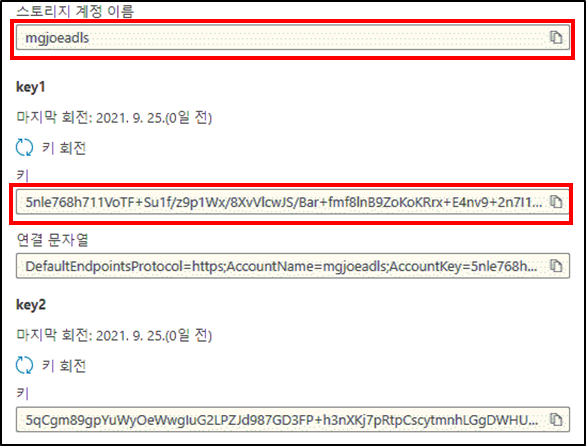 스토리지 계정 이름
mgjoeadls
key1
마지막 회전: 2021. 9. 25.(0일 전)
키 회전
키
5nle768h711VoTF+Su1f/z9p1Wx/8XvVlcwJS/Bar+fmf8lnB9ZoKoKRrx+E4nv9+2n7I1...
연결 문자열
DefaultEndpointsProtocol=https;AccountName=mgjoeadls;AccountKey=5nle768h...
key2
마지막 회전: 2021. 9. 25.(0일 전)
키 회전
키
5qCgm89gpYuWyOeWwgIuG2LPZJd987GD3FP+h3nXKj7pRtpCscytmnhLGgDWHU...